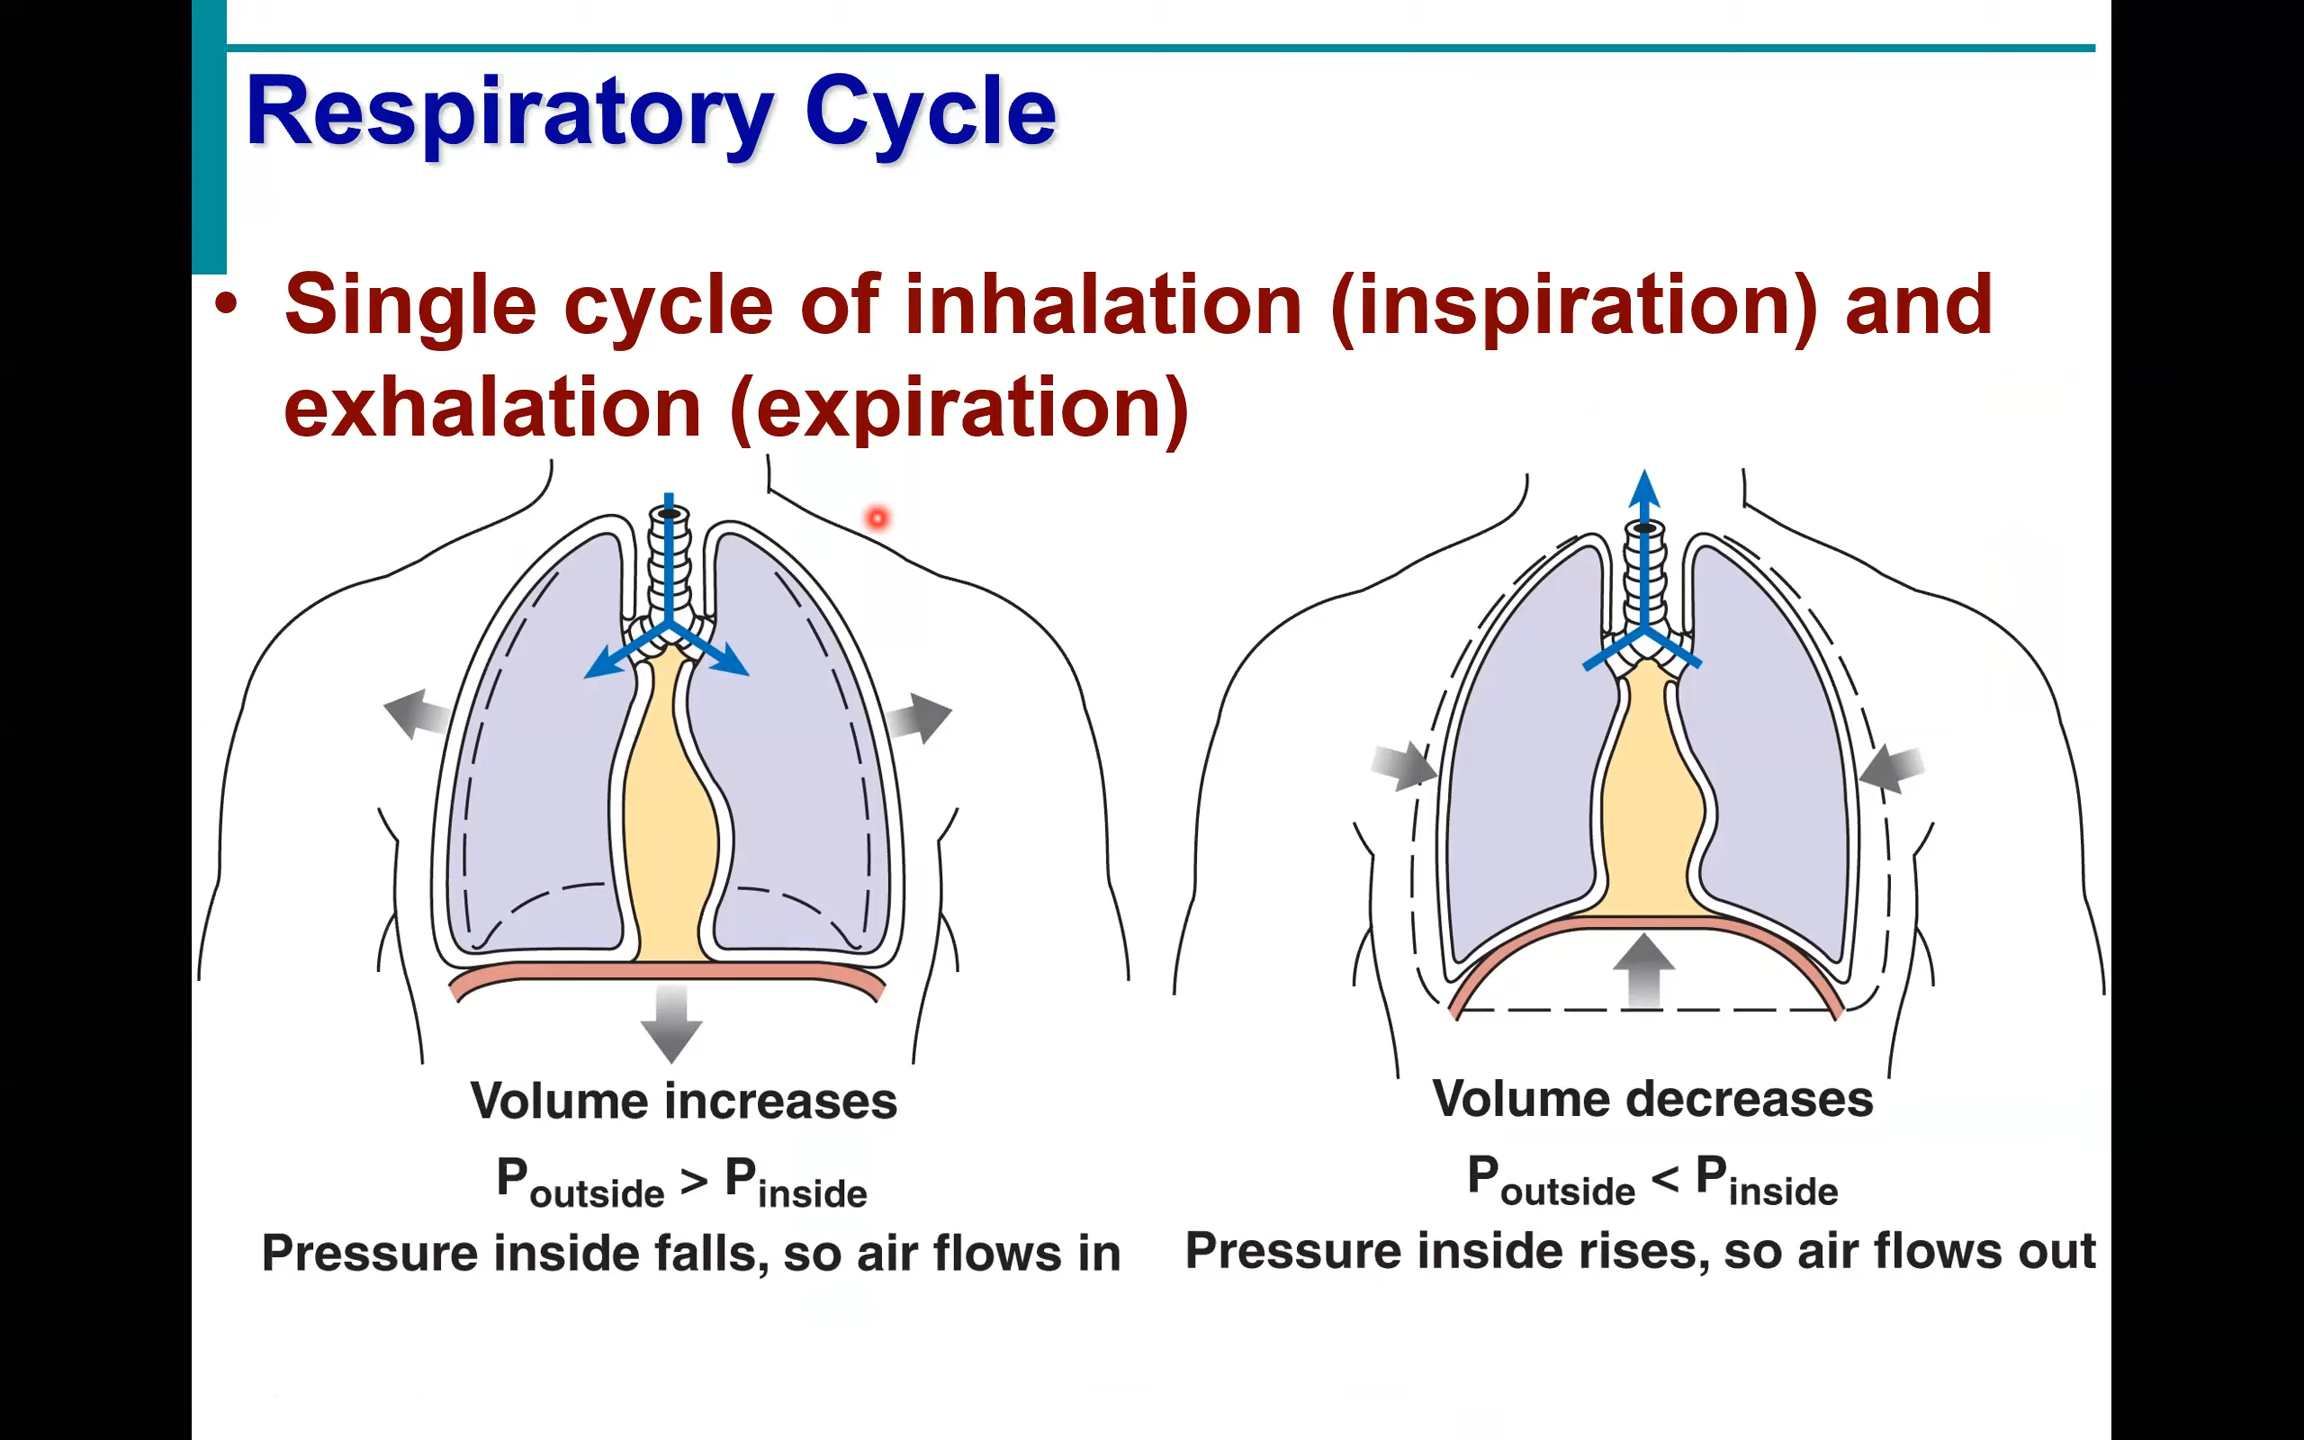 Respiratory Cycle
• Single cycle of inhalation (inspiration) and
exhalation (expiration)
Volume increases
Poutside > Pinside
Pressure inside falls, so air flows in
Volume decreases
Poutside < Pinside
Pressure inside rises, so air flows out